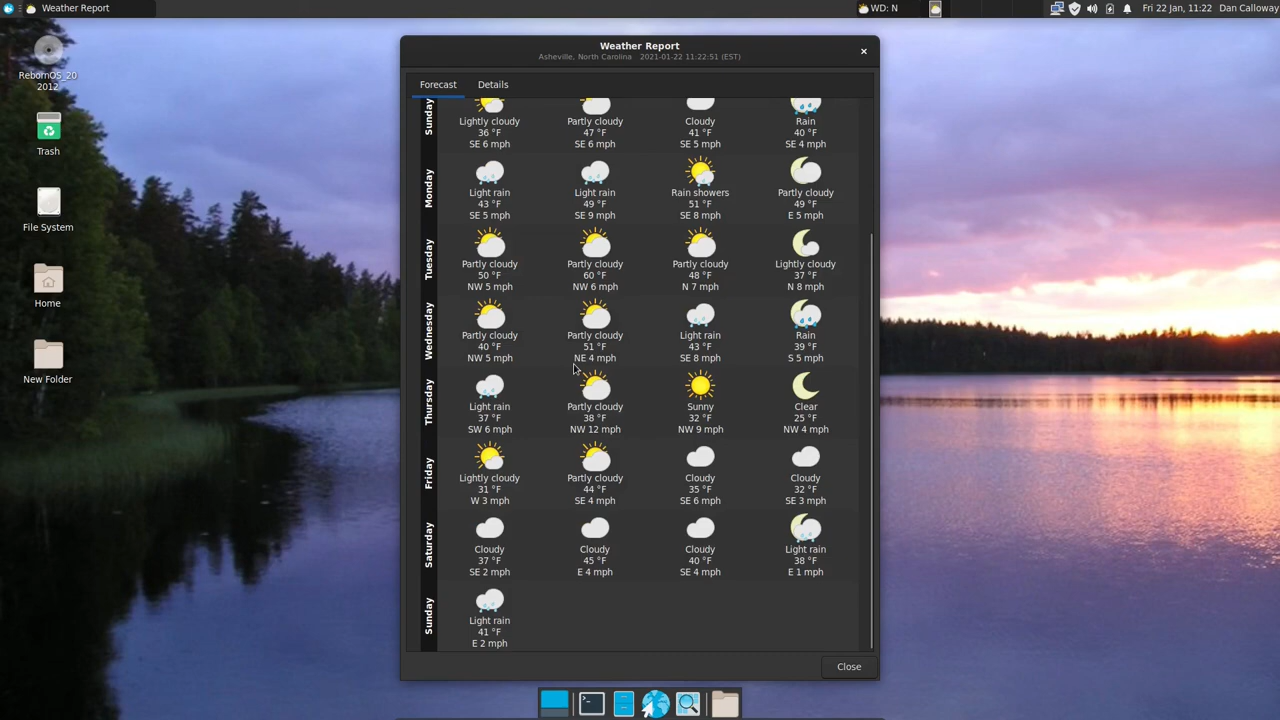 Weather Report
WD: N
Fri 22 Jan, 11:22
Dan Calloway
RebornOS_20
2012
Trash
File System
Home
New Folder
Weather Report
Asheville, North Carolina 2021-01-22 11:22:51 (EST)
Forecast
Details
Sunday
Lightly cloudy
36 °F
SE 6 mph
Partly cloudy
47 °F
SE 6 mph
Cloudy
41 °F
SE 5 mph
Rain
40 °F
SE 4 mph
Monday
Light rain
43 °F
SE 5 mph
Light rain
49 °F
SE 9 mph
Rain showers
51 °F
SE 8 mph
Partly cloudy
49 °F
E 5 mph
Tuesday
Partly cloudy
50 °F
NW 5 mph
Partly cloudy
60 °F
NW 6 mph
Partly cloudy
48 °F
N 7 mph
Lightly cloudy
37 °F
N 8 mph
Wednesday
Partly cloudy
40 °F
NW 5 mph
Partly cloudy
51 °F
NE 4 mph
Light rain
43 °F
SE 8 mph
Rain
39 °F
S 5 mph
Thursday
Light rain
37 °F
SW 6 mph
Partly cloudy
38 °F
NW 12 mph
Sunny
32 °F
NW 9 mph
Clear
25 °F
NW 4 mph
Friday
Lightly cloudy
31 °F
W 3 mph
Partly cloudy
44 °F
SE 4 mph
Cloudy
35 °F
SE 6 mph
Cloudy
32 °F
SE 3 mph
Saturday
Cloudy
37 °F
SE 2 mph
Cloudy
45 °F
E 4 mph
Cloudy
40 °F
SE 4 mph
Light rain
38 °F
E 1 mph
Sunday
Light rain
41 °F
E 2 mph
Close